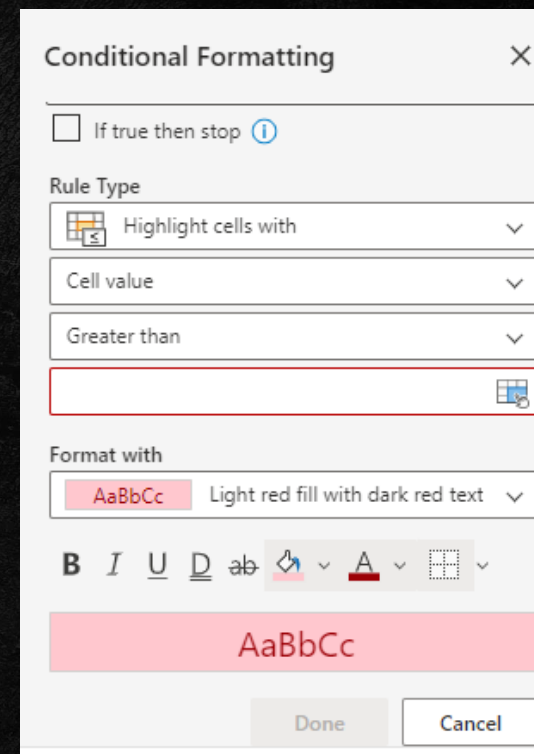 Conditional Formatting
If true then stop
Rule Type
Highlight cells with
Cell value
Greater than
Format with
AaBbCc Light red fill with dark red text
B I U D ab A
AaBbCc
Done Cancel